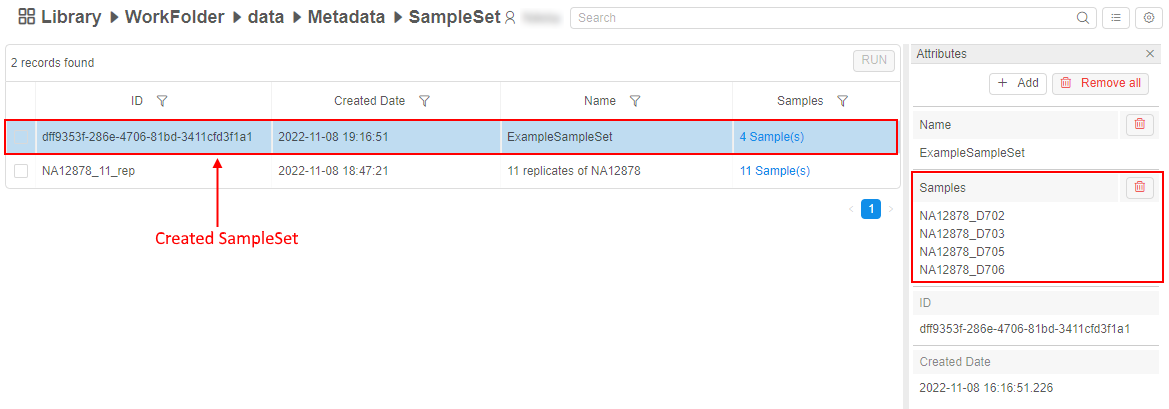 Library WorkFolder data Metadata SampleSet
Search
2 records found
RUN
ID Created Date Name Samples
dff9353f-286e-4706-81bd-3411cfd3f1a1 2022-11-08 19:16:51 ExampleSampleSet 4 Sample(s)
NA12878_11_rep 2022-11-08 18:47:21 11 replicates of NA12878 11 Sample(s)
1
Created SampleSet
Attributes
Add Remove all
Name
ExampleSampleSet
Samples
NA12878_D702
NA12878_D703
NA12878_D705
NA12878_D706
ID
dff9353f-286e-4706-81bd-3411cfd3f1a1
Created Date
2022-11-08 16:16:51.226